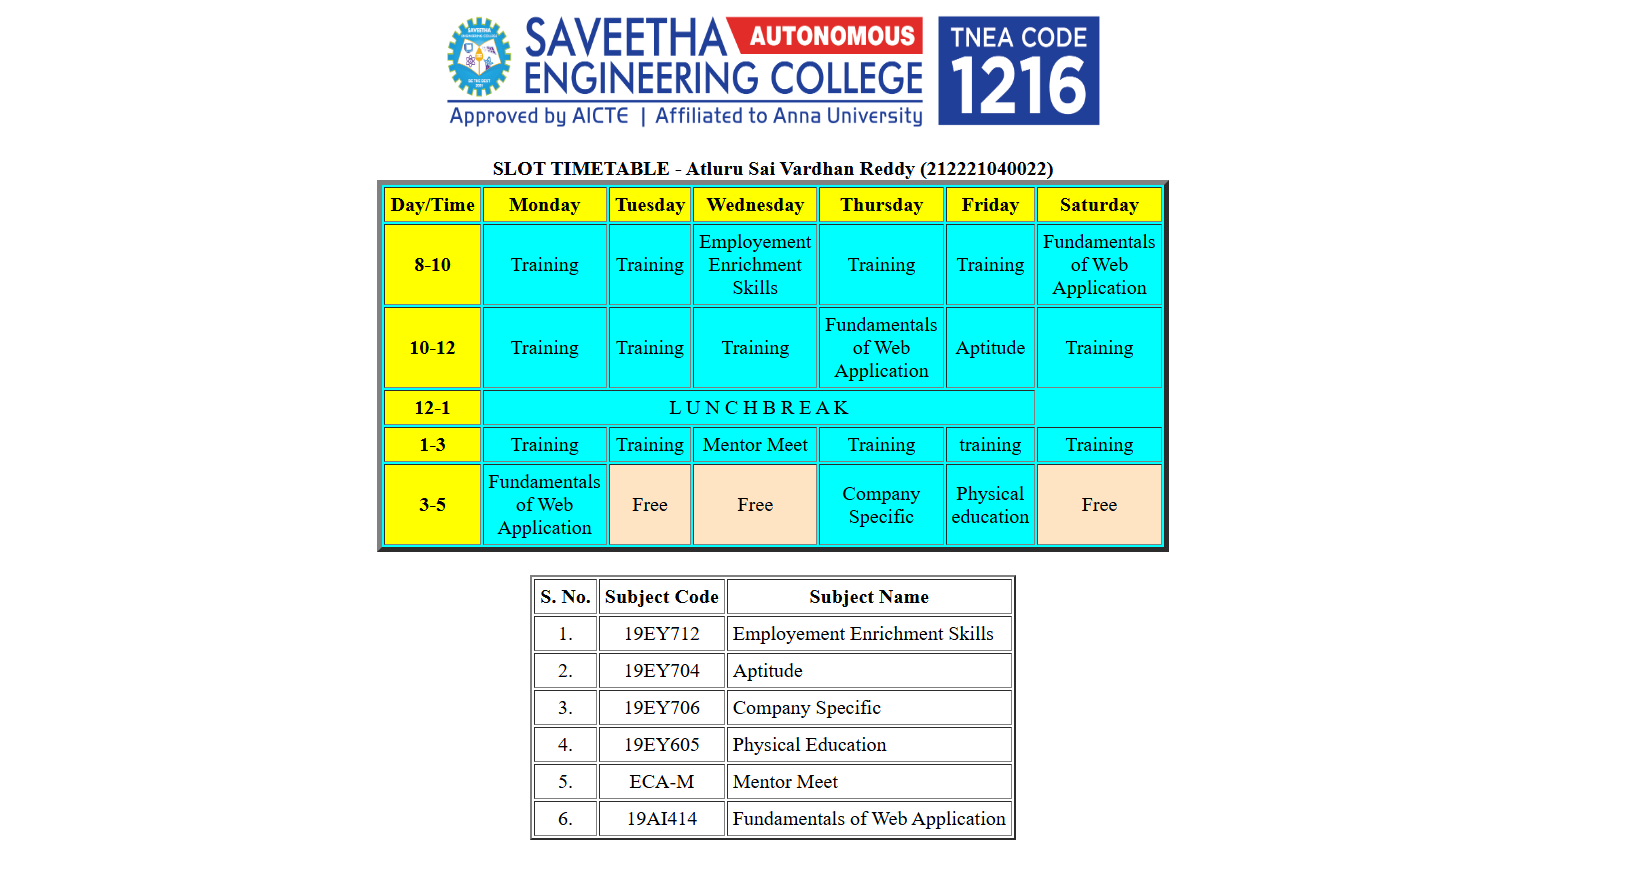 SAVEETHA AUTONOMOUS
ENGINEERING COLLEGE
Approved by AICTE | Affiliated to Anna University
TNEA CODE
1216
SLOT TIMETABLE - Atluru Sai Vardhan Reddy (212221040022)
Day/Time Monday Tuesday Wednesday Thursday Friday Saturday
8-10 Training Training Employement Enrichment Skills Training Training Fundamentals of Web Application
10-12 Training Training Training Fundamentals of Web Application Aptitude Training
12-1 L U N C H B R E A K
1-3 Training Training Mentor Meet Training training Training
3-5 Fundamentals of Web Application Free Free Company Specific Physical education Free
S. No. Subject Code Subject Name
1. 19EY712 Employement Enrichment Skills
2. 19EY704 Aptitude
3. 19EY706 Company Specific
4. 19EY605 Physical Education
5. ECA-M Mentor Meet
6. 19AI414 Fundamentals of Web Application